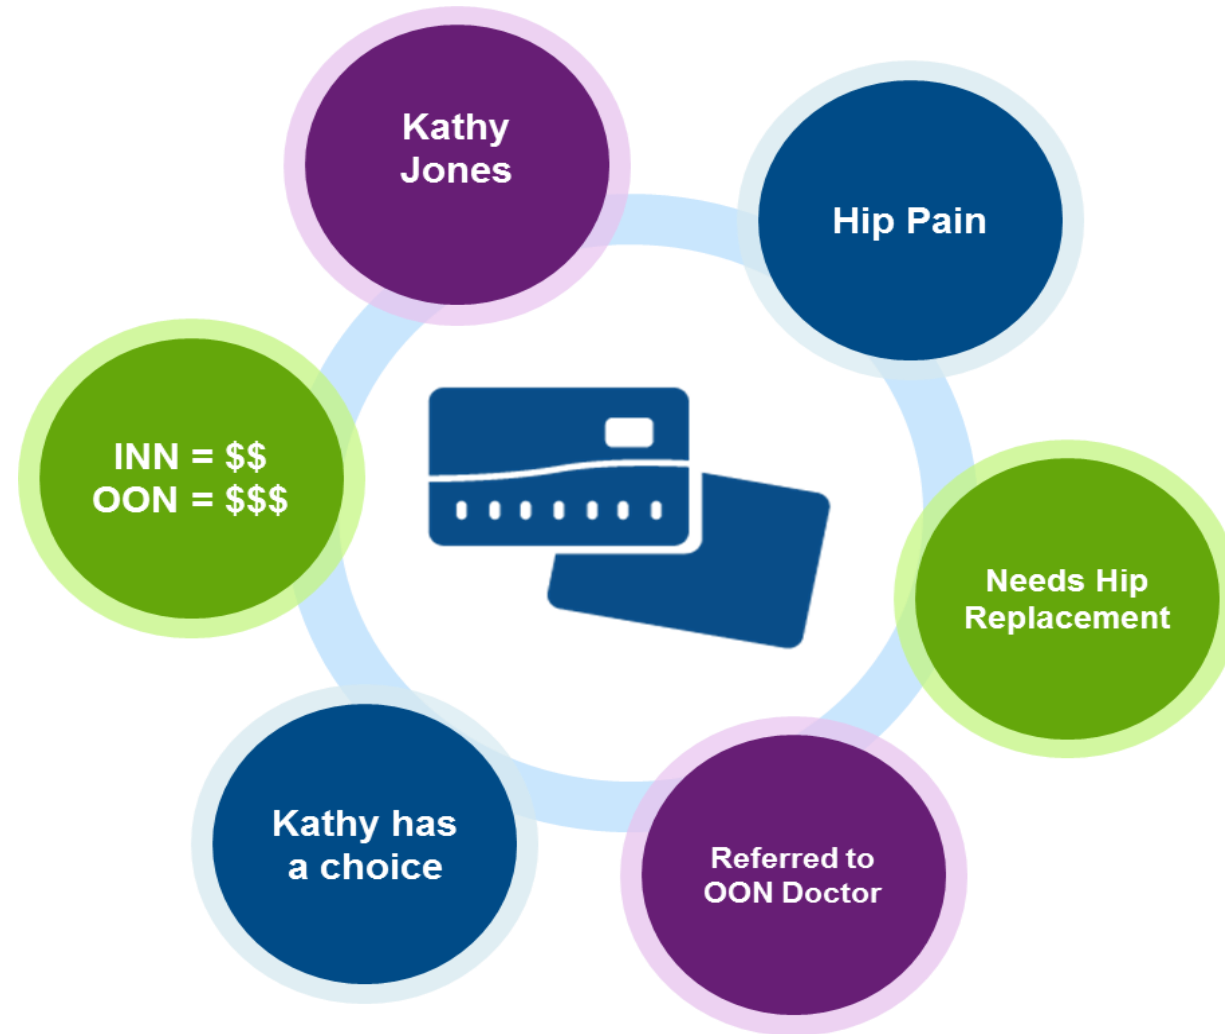 Kathy
Jones
Hip Pain
Needs Hip
Replacement
Referred to
OON Doctor
Kathy has
a choice
INN = $$
OON = $$$